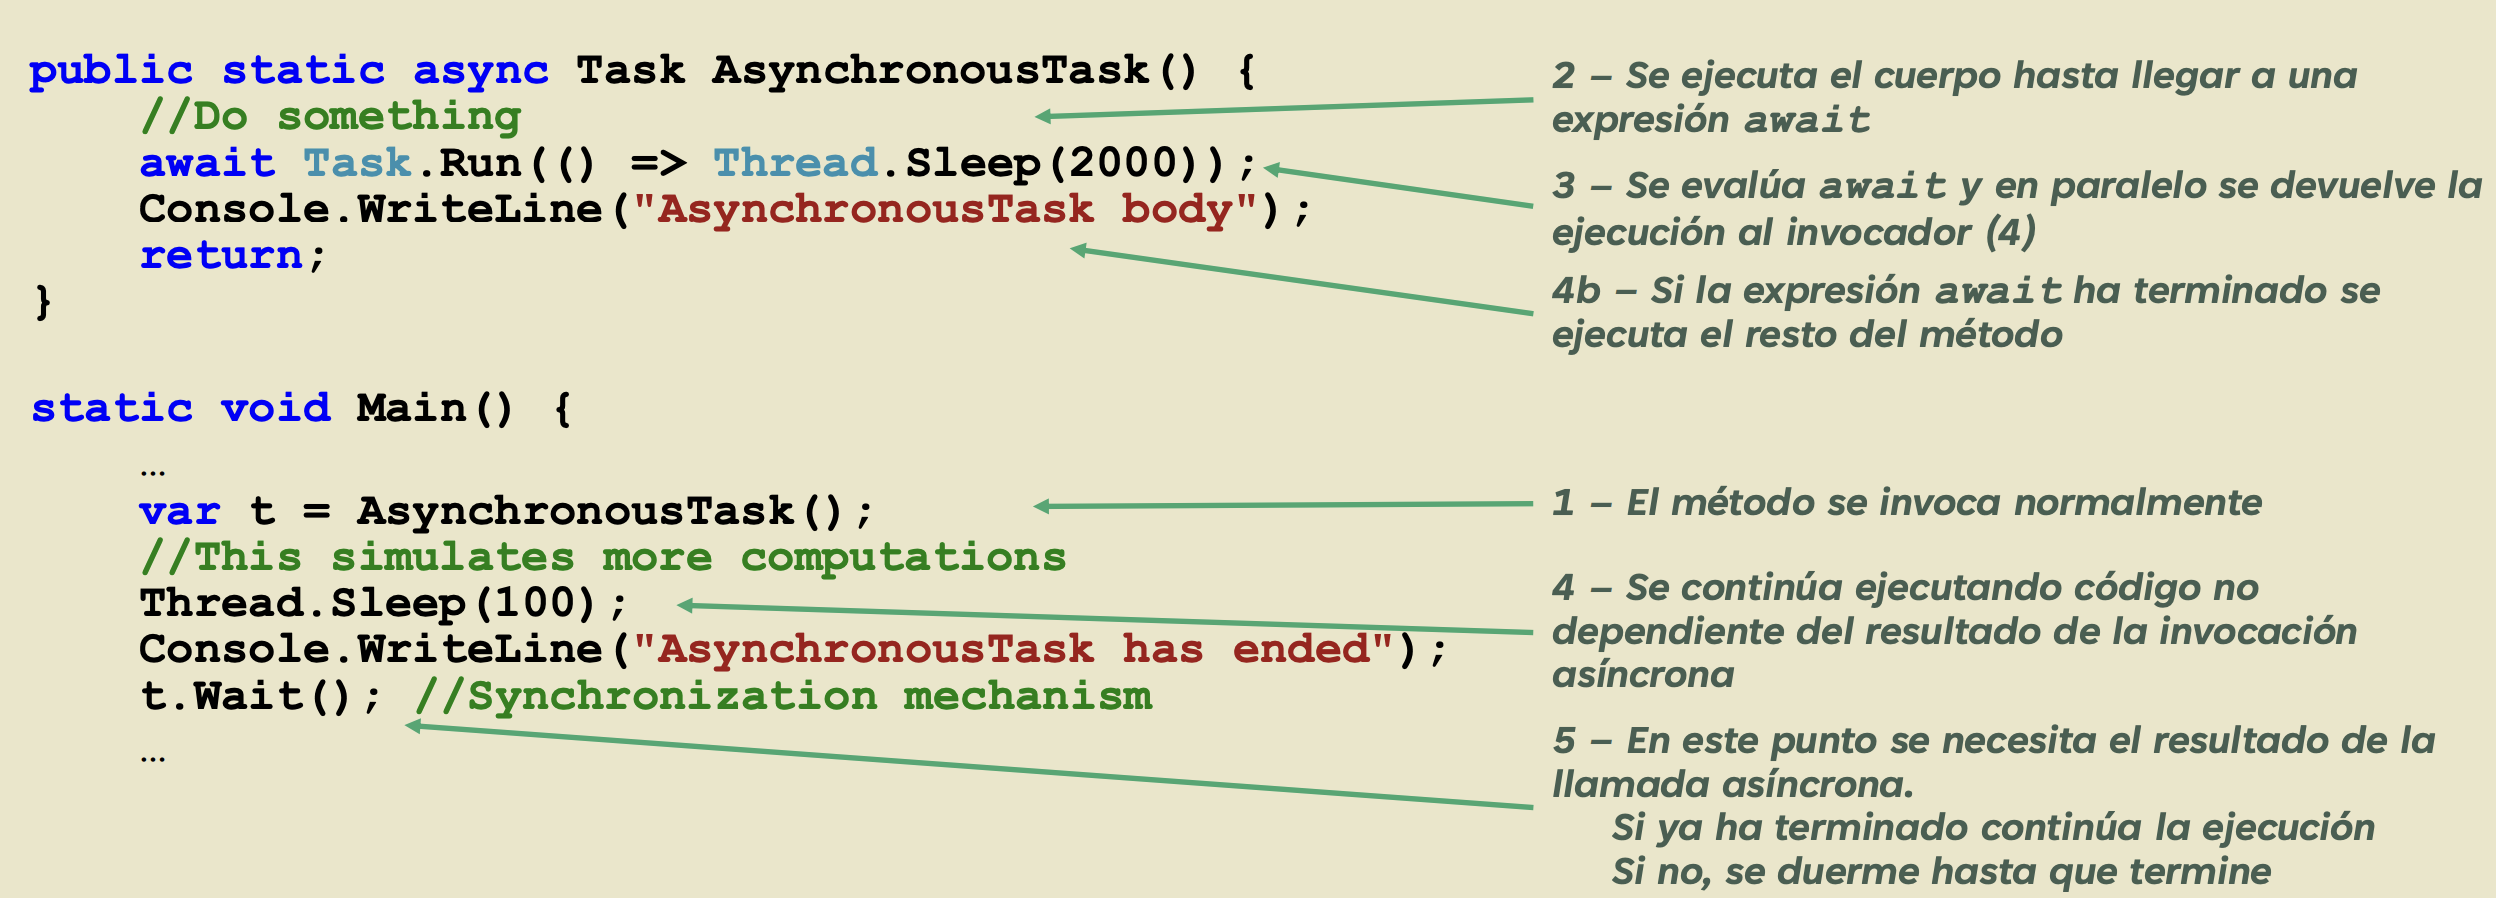 public static async Task AsynchronousTask() {
//Do something
await Task.Run(() => Thread.Sleep(2000));
Console.WriteLine("AsynchronousTask body");
return;
}
static void Main() {
…
var t = AsynchronousTask();
//This simulates more computations
Thread.Sleep(100);
Console.WriteLine("AsynchronousTask has ended");
t.Wait(); //Synchronization mechanism
…
2 – Se ejecuta el cuerpo hasta llegar a una
expresión await
3 – Se evalúa await y en paralelo se devuelve la
ejecución al invocador (4)
4b – Si la expresión await ha terminado se
ejecuta el resto del método
1 – El método se invoca normalmente
4 – Se continúa ejecutando código no
dependiente del resultado de la invocación
asíncrona
5 – En este punto se necesita el resultado de la
llamada asíncrona.
Si ya ha terminado continúa la ejecución
Si no, se duerme hasta que termine